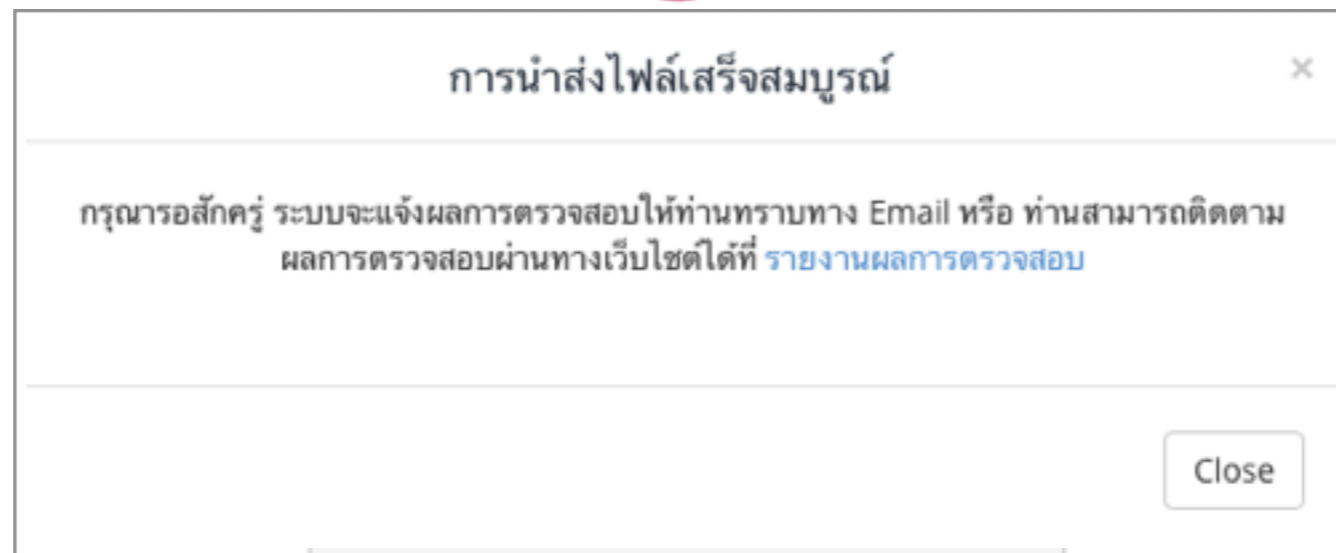 การนำส่งไฟล์เสร็จสมบูรณ์
×
กรุณารอสักครู่ ระบบจะแจ้งผลการตรวจสอบให้ท่านทราบทาง Email หรือ ท่านสามารถติดตาม
ผลการตรวจสอบผ่านทางเว็บไซต์ได้ที่ รายงานผลการตรวจสอบ
Close